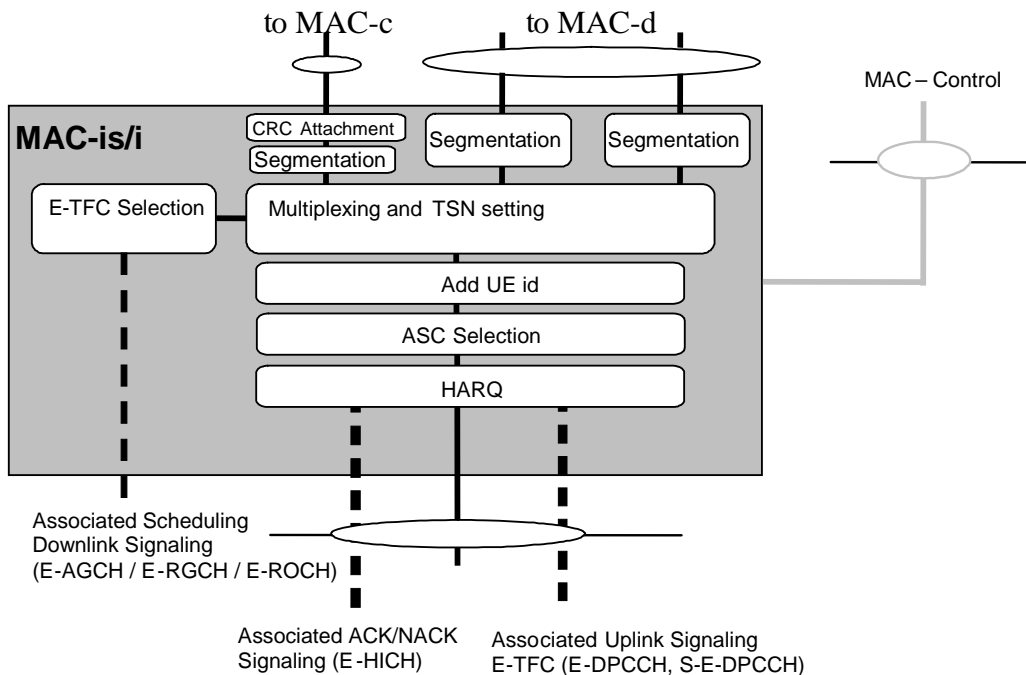 to MAC-c
to MAC-d
MAC – Control
MAC-is/i
CRC Attachment
Segmentation
Segmentation
Segmentation
E-TFC Selection
Multiplexing and TSN setting
Add UE id
ASC Selection
HARQ
Associated Scheduling
Downlink Signaling
(E-AGCH / E-RGCH / E-ROCH)
Associated ACK/NACK
Signaling (E-HICH)
Associated Uplink Signaling
E-TFC (E-DPCCH, S-E-DPCCH)